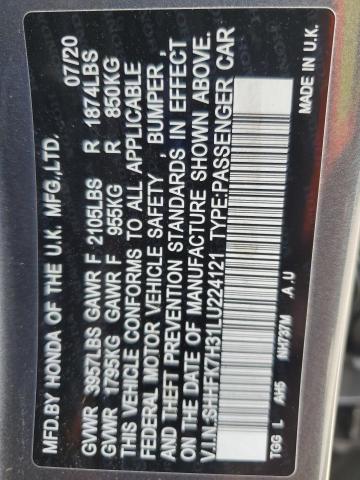 MFD.BY HONDA OF THE U.K. MFG.,LTD. 07/20
GVWR 3957LBS GAWR F 2105LBS R 1874LBS
GVWR 1795KG GAWR F 955KG R 850KG
THIS VEHICLE CONFORMS TO ALL APPLICABLE
FEDERAL MOTOR VEHICLE SAFETY , BUMPER ,
AND THEFT PREVENTION STANDARDS IN EFFECT
ON THE DATE OF MANUFACTURE SHOWN ABOVE.
V.I.N.:SHHFK7H31LU224121 TYPE:PASSENGER CAR
TGG L AH5 NH737M .A .U MADE IN U.K.